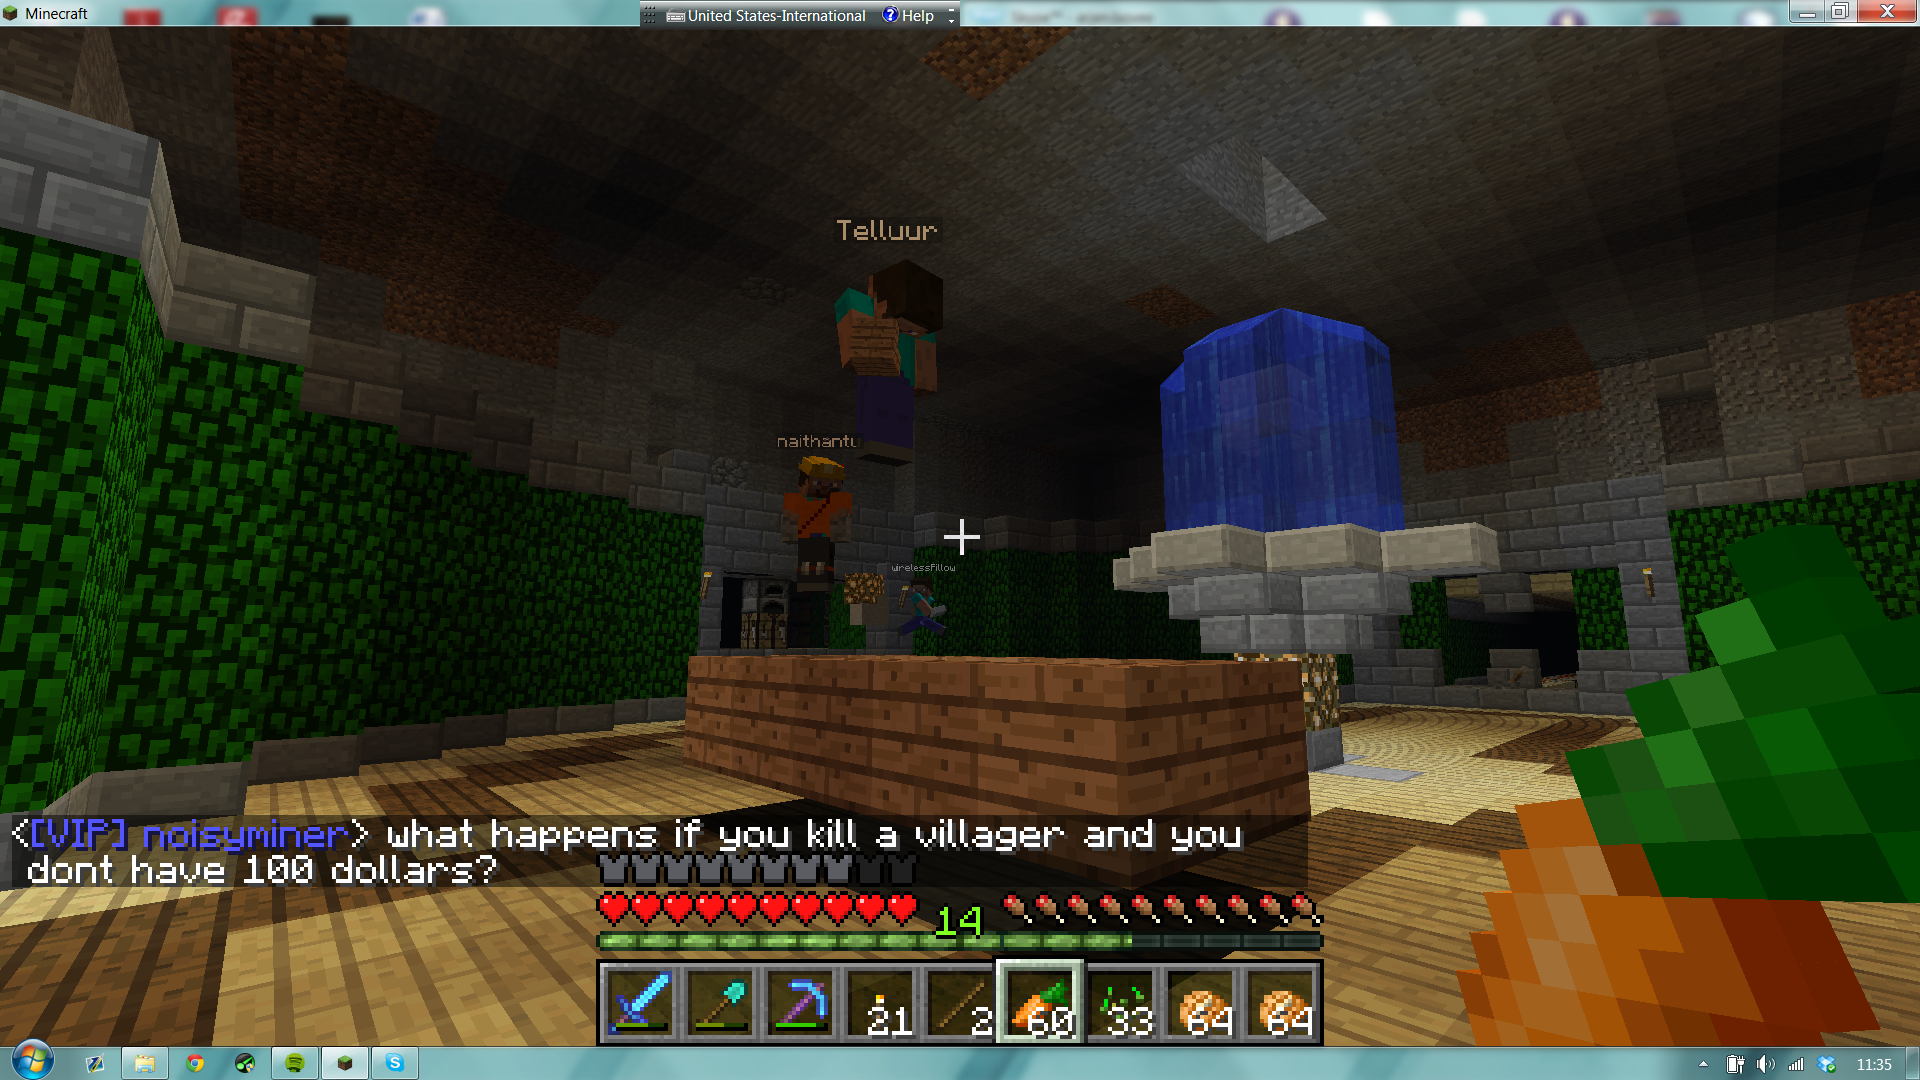 Minecraft
United States-International
Help
Telluur
naithantu
wirelessfillow
<[VIP] noisyminer> what happens if you kill a villager and you
dont have 100 dollars?
14
21
2
60
33
64
64
11:35